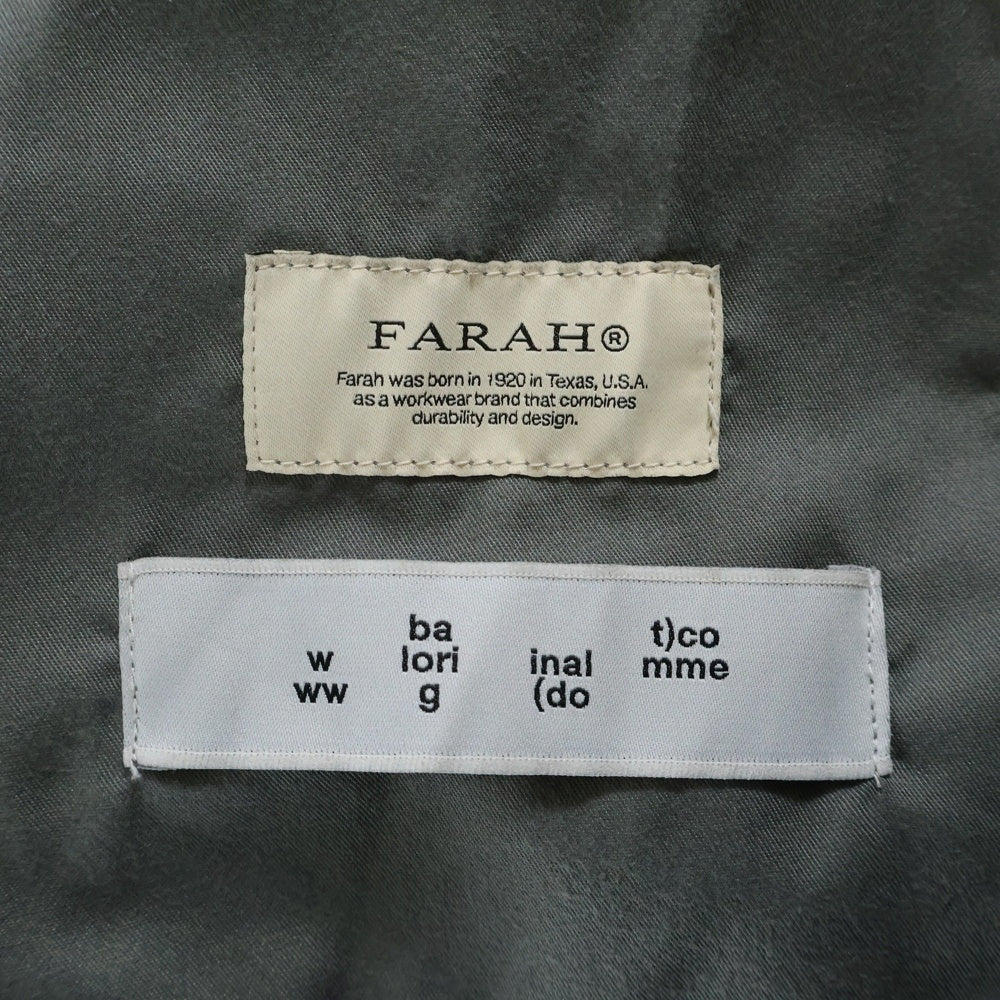 FARAH®
Farah was born in 1920 in Texas, U.S.A.
as a workwear brand that combines
durability and design.
w
ww
ba
lori
g
inal
(do
t)co
mme